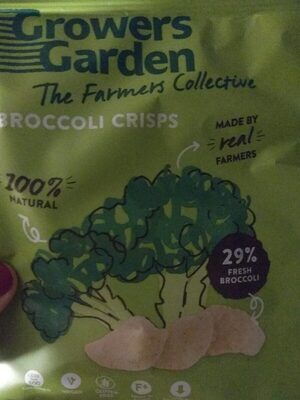 Growers
Garden
The Farmers Collective
BROCCOLI CRISPS
MADE BY
real
FARMERS
100%
NATURAL
29%
FRESH
BROCCOLI